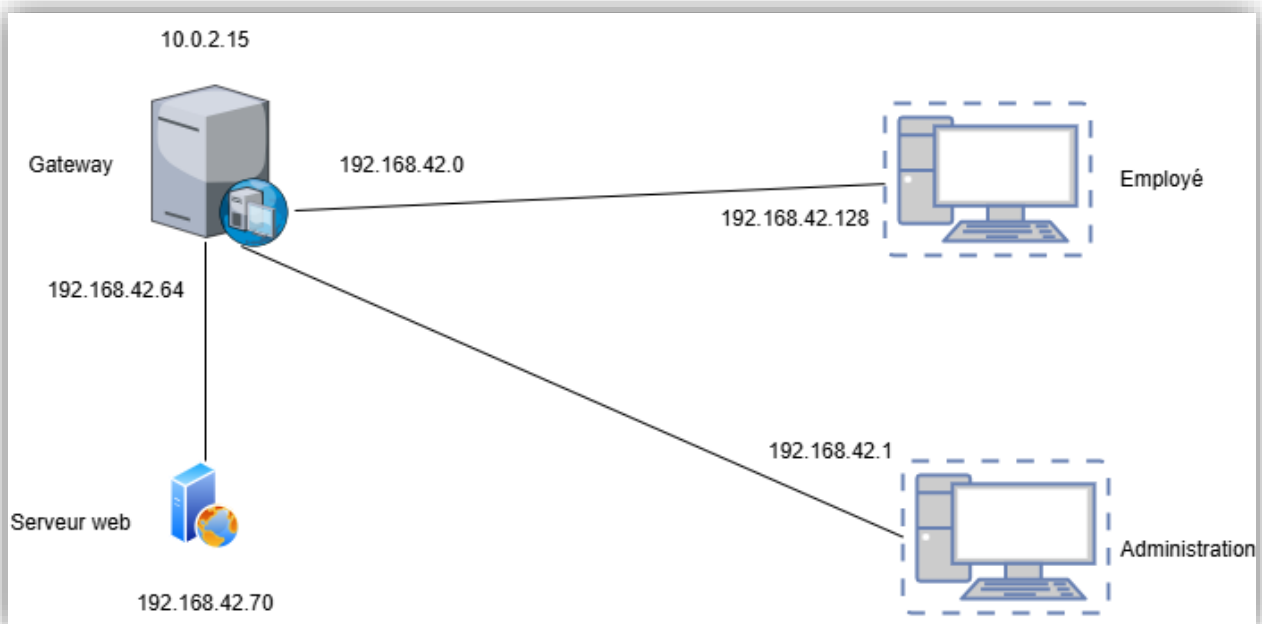 10.0.2.15
Gateway
192.168.42.0
Employé
192.168.42.128
192.168.42.64
192.168.42.1
Serveur web
Administration
192.168.42.70